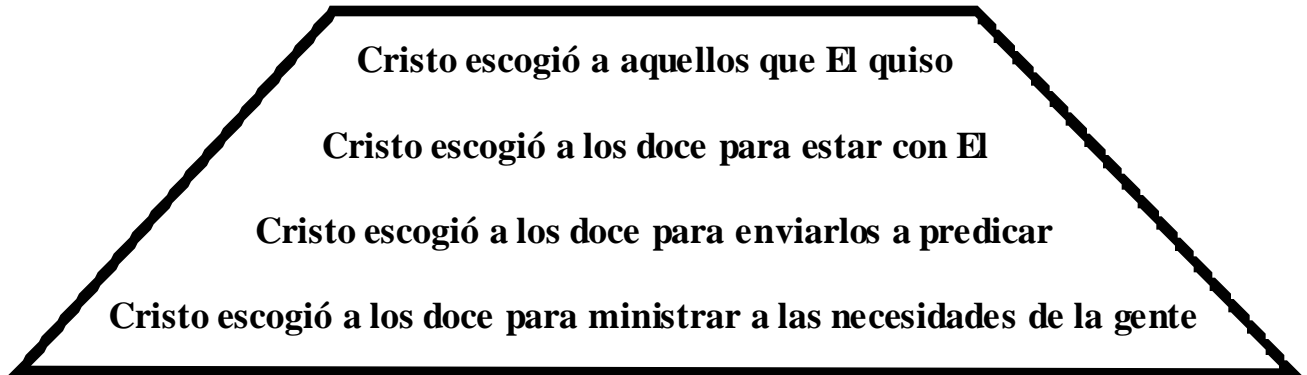 Cristo escogió a aquellos que El quiso
Cristo escogió a los doce para estar con El
Cristo escogió a los doce para enviarlos a predicar
Cristo escogió a los doce para ministrar a las necesidades de la gente